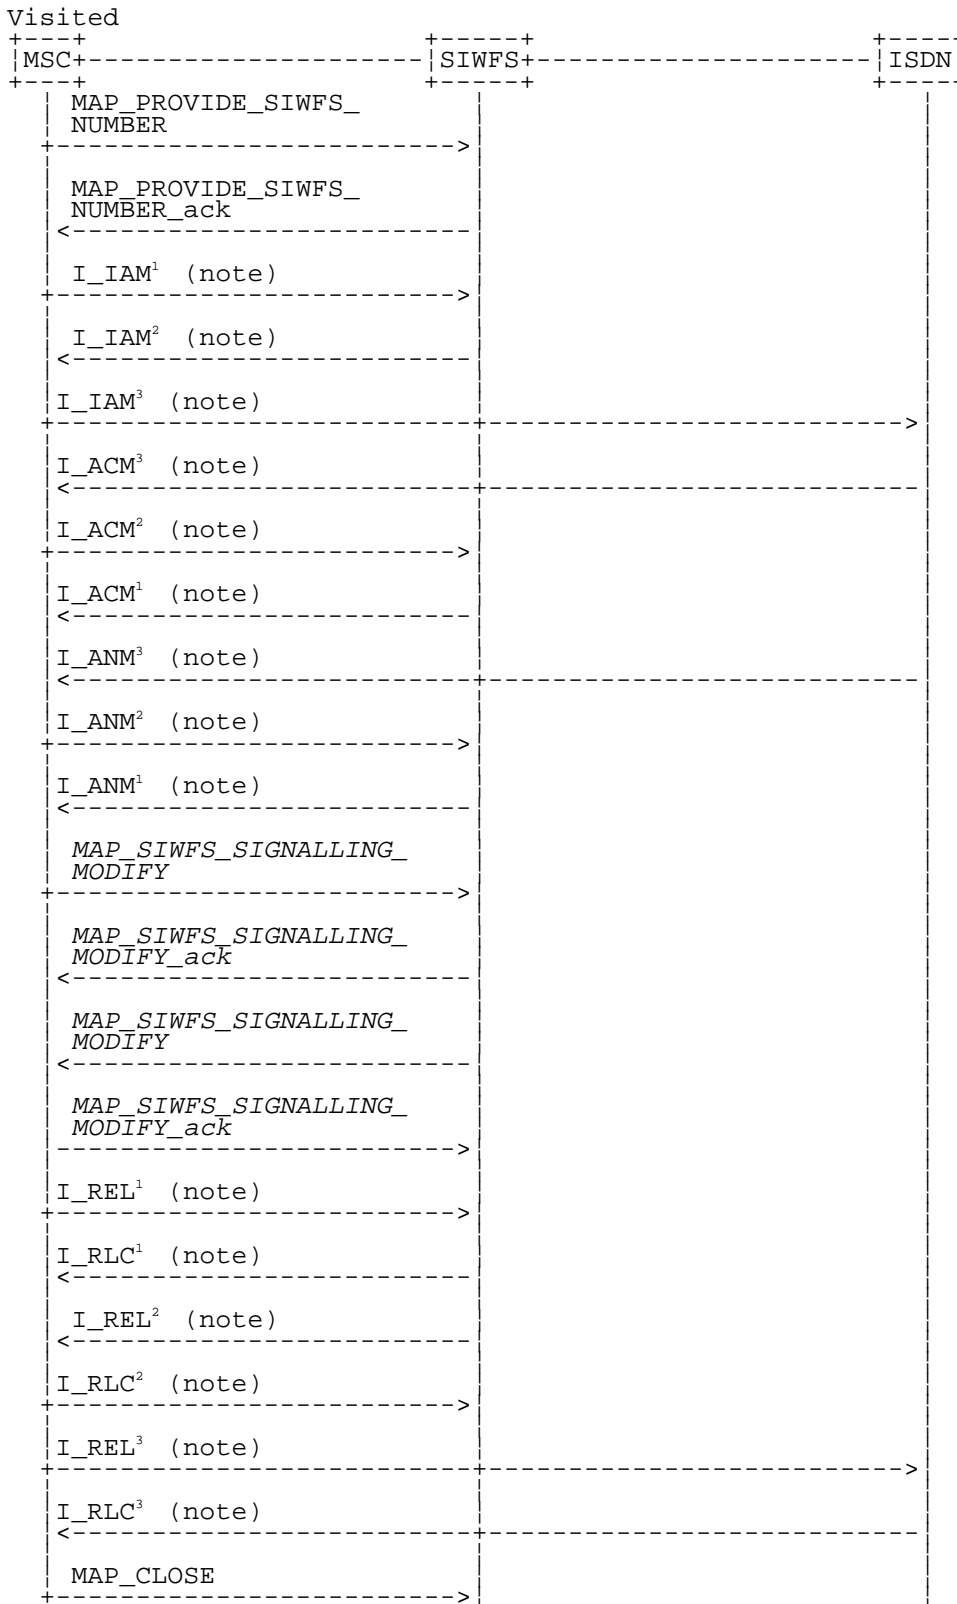 Visited
MSC SIWFS ISDN
MAP_PROVIDE_SIWFS_
NUMBER
MAP_PROVIDE_SIWFS_
NUMBER_ack
I_IAM¹ (note)
I_IAM² (note)
I_IAM³ (note)
I_ACM³ (note)
I_ACM² (note)
I_ACM¹ (note)
I_ANM³ (note)
I_ANM² (note)
I_ANM¹ (note)
MAP_SIWFS_SIGNALLING_
MODIFY
MAP_SIWFS_SIGNALLING_
MODIFY_ack
MAP_SIWFS_SIGNALLING_
MODIFY
MAP_SIWFS_SIGNALLING_
MODIFY_ack
I_REL¹ (note)
I_RLC¹ (note)
I_REL² (note)
I_RLC² (note)
I_REL³ (note)
I_RLC³ (note)
MAP_CLOSE